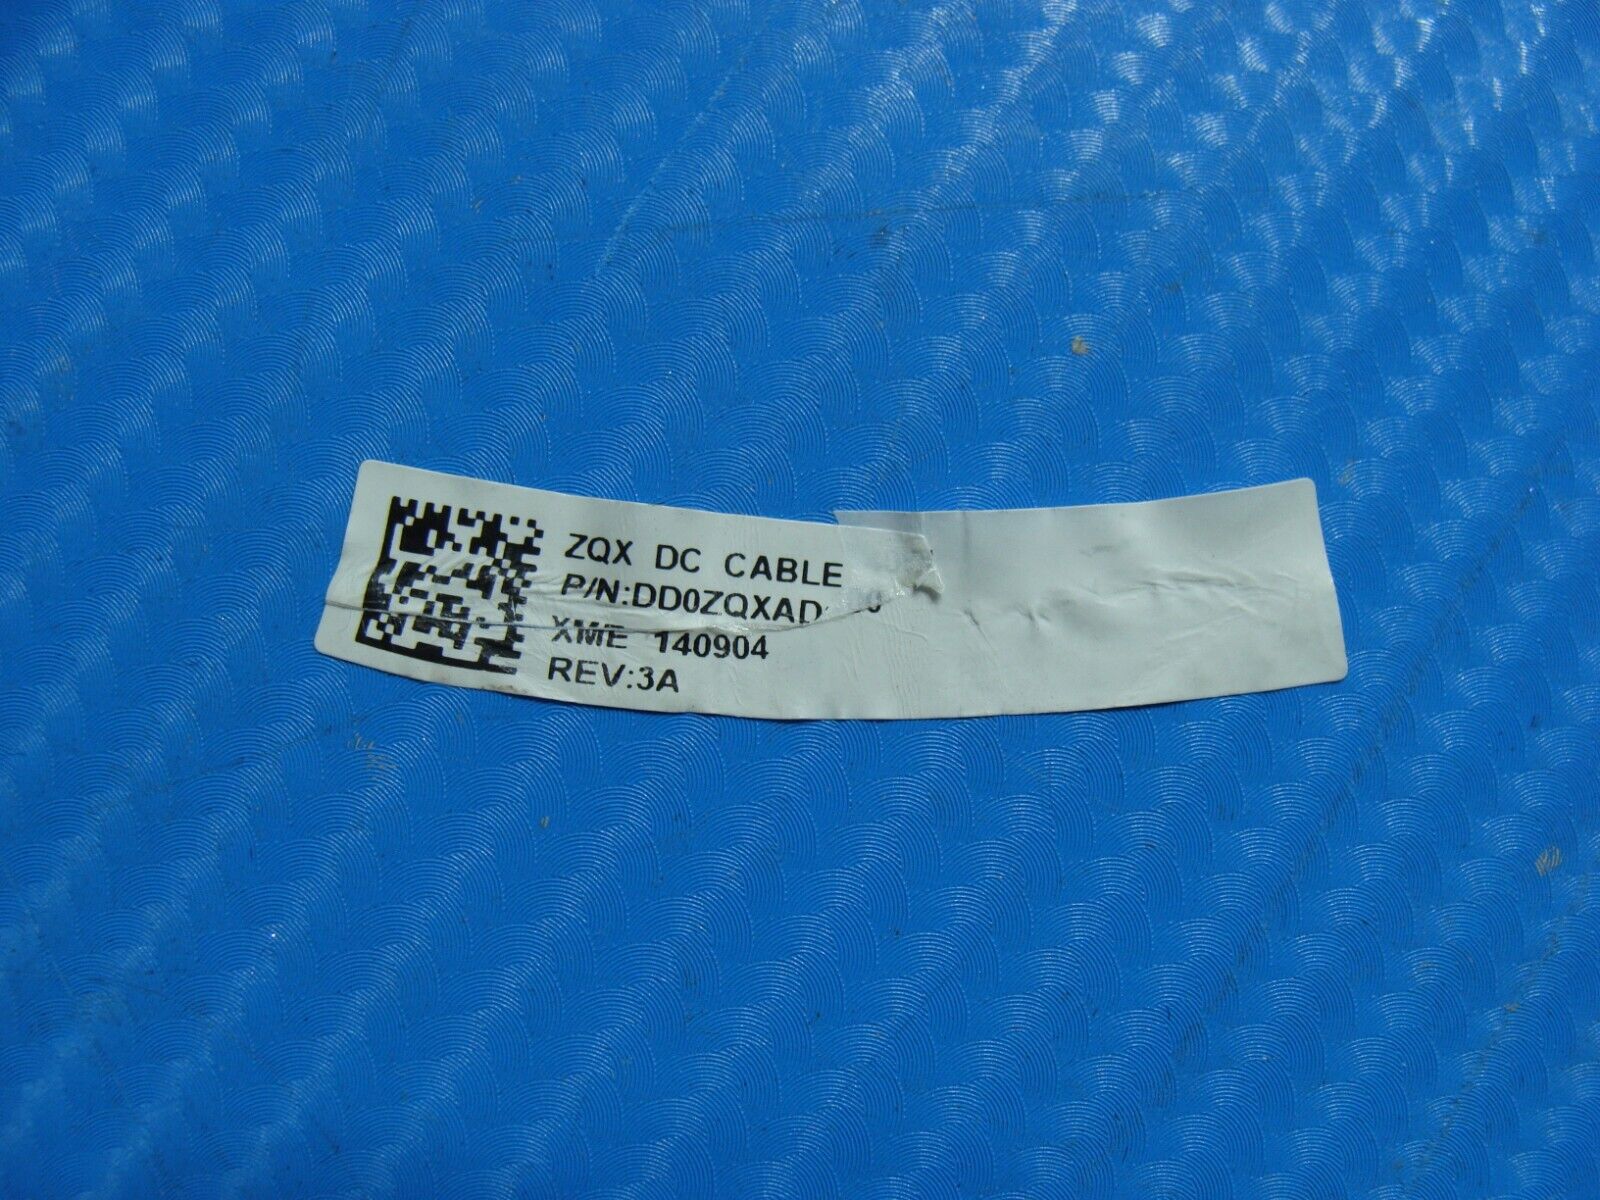 ZQX DC CABLE
XME 140904
REV:3A